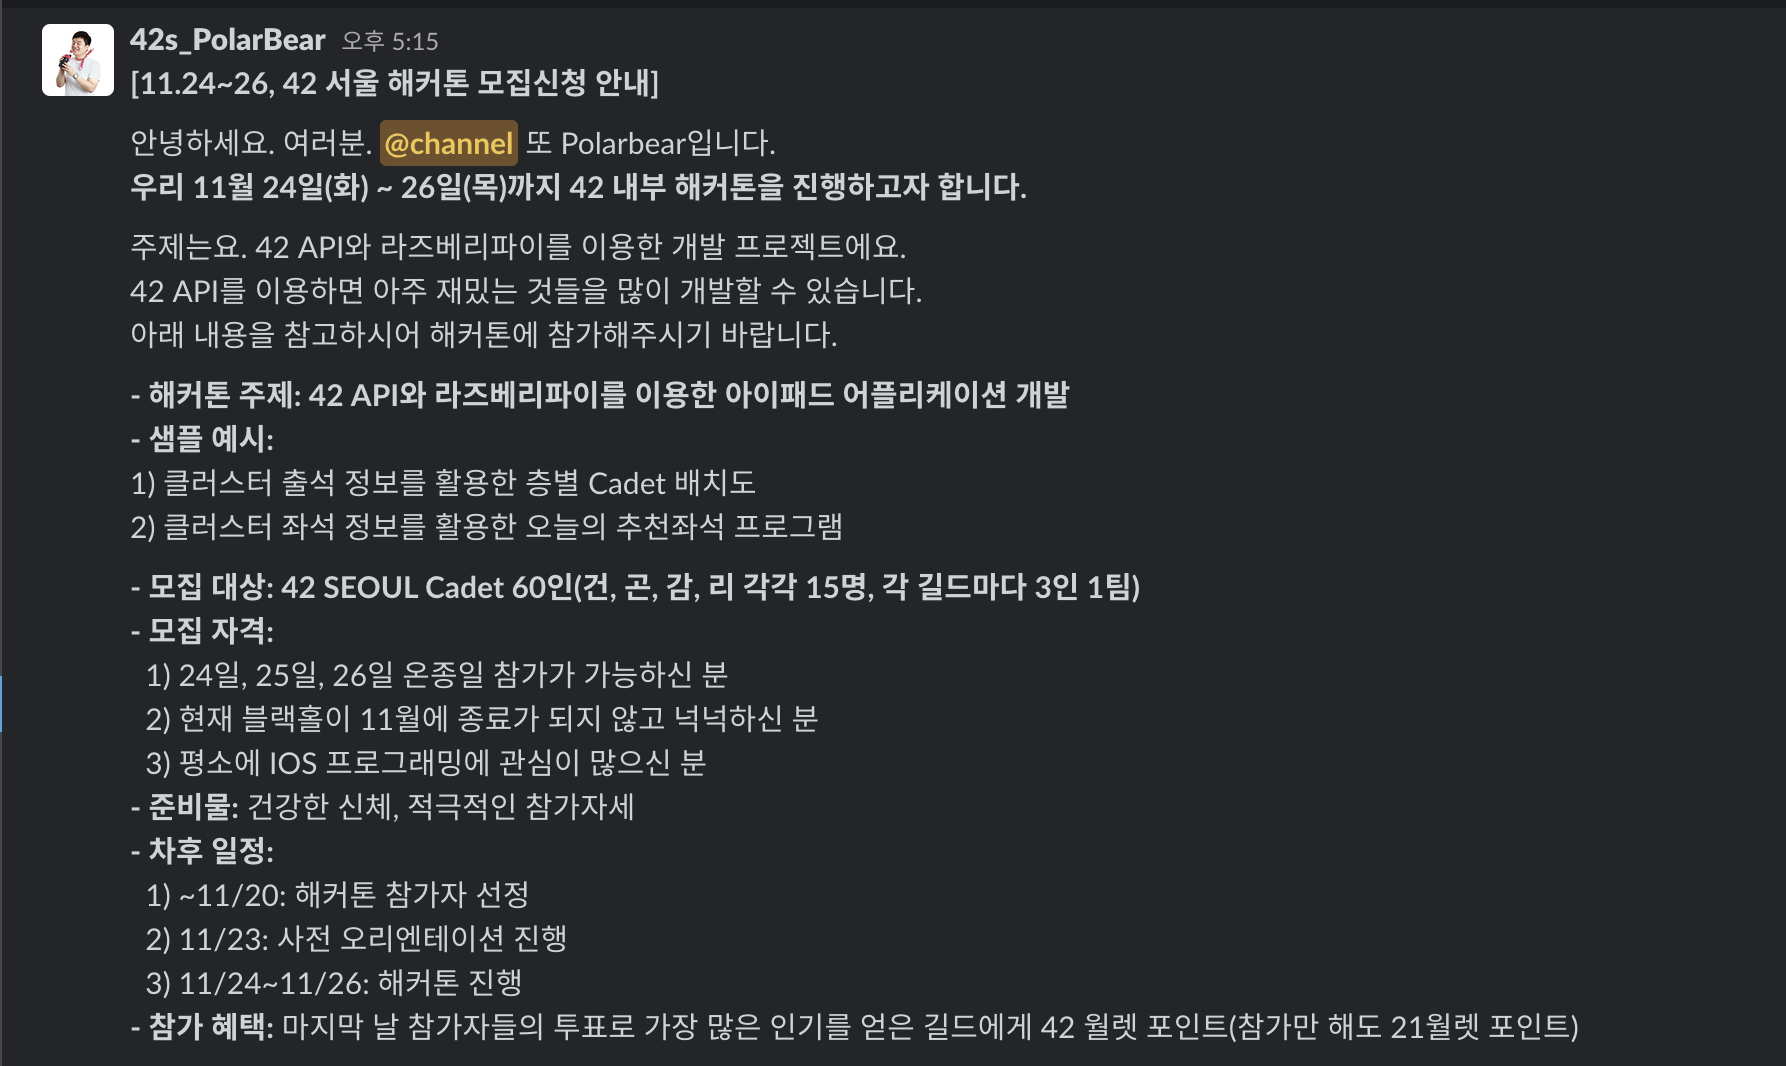 42s_PolarBear 오후 5:15
[11.24~26, 42 서울 해커톤 모집신청 안내]
안녕하세요. 여러분. @channel 또 Polarbear입니다.
우리 11월 24일(화) ~ 26일(목)까지 42 내부 해커톤을 진행하고자 합니다.
주제는요. 42 API와 라즈베리파이를 이용한 개발 프로젝트에요.
42 API를 이용하면 아주 재밌는 것들을 많이 개발할 수 있습니다.
아래 내용을 참고하시어 해커톤에 참가해주시기 바랍니다.
- 해커톤 주제: 42 API와 라즈베리파이를 이용한 아이패드 어플리케이션 개발
- 샘플 예시:
1) 클러스터 출석 정보를 활용한 층별 Cadet 배치도
2) 클러스터 좌석 정보를 활용한 오늘의 추천좌석 프로그램
- 모집 대상: 42 SEOUL Cadet 60인(건, 곤, 감, 리 각각 15명, 각 길드마다 3인 1팀)
- 모집 자격:
1) 24일, 25일, 26일 온종일 참가가 가능하신 분
2) 현재 블랙홀이 11월에 종료가 되지 않고 넉넉하신 분
3) 평소에 IOS 프로그래밍에 관심이 많으신 분
- 준비물: 건강한 신체, 적극적인 참가자세
- 차후 일정:
1) ~11/20: 해커톤 참가자 선정
2) 11/23: 사전 오리엔테이션 진행
3) 11/24~11/26: 해커톤 진행
- 참가 혜택: 마지막 날 참가자들의 투표로 가장 많은 인기를 얻은 길드에게 42 월렛 포인트(참가만 해도 21월렛 포인트)